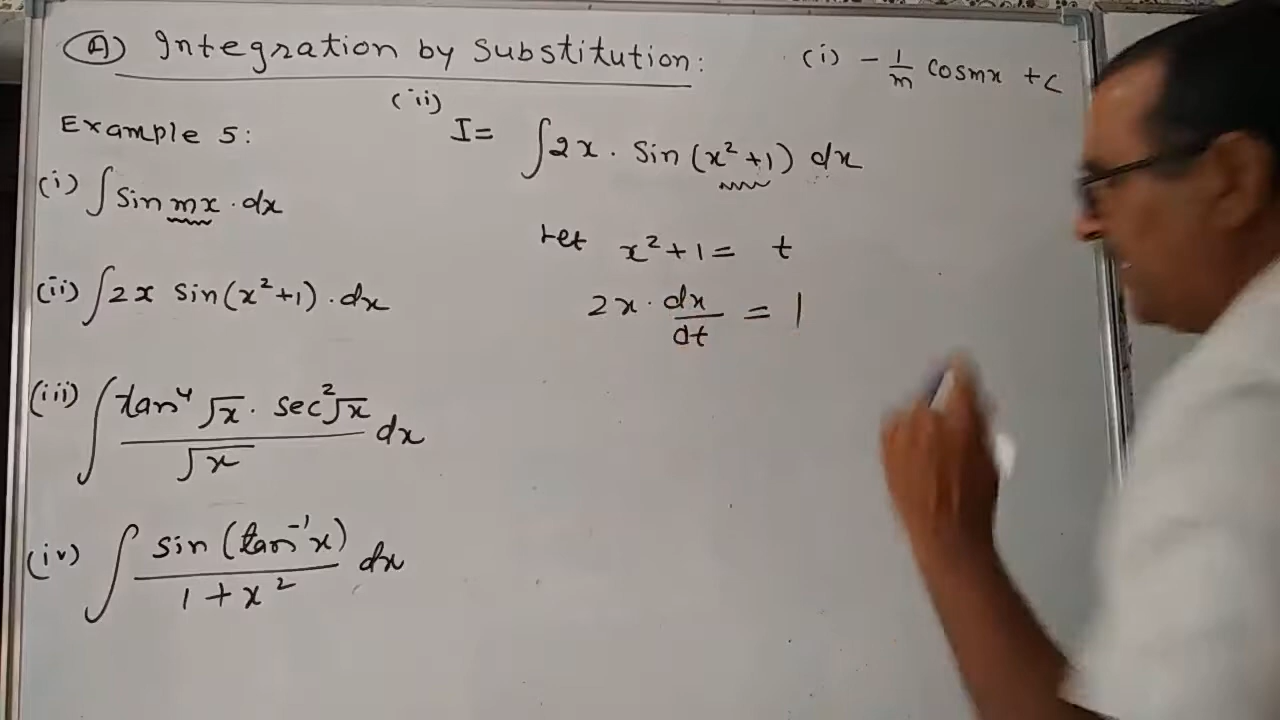 (A) Integration by Substitution:
(i) - 1/m cosmx + c
Example 5:
(i) ∫ sin mx . dx
(ii) ∫ 2x sin(x²+1) . dx
(iii) ∫ tan⁴ √x . sec² √x / √x dx
(iv) ∫ sin (tan⁻¹x) / 1 + x² dx
(ii) I = ∫ 2x . sin (x² + 1) dx
Let x² + 1 = t
2x . dx/dt = 1